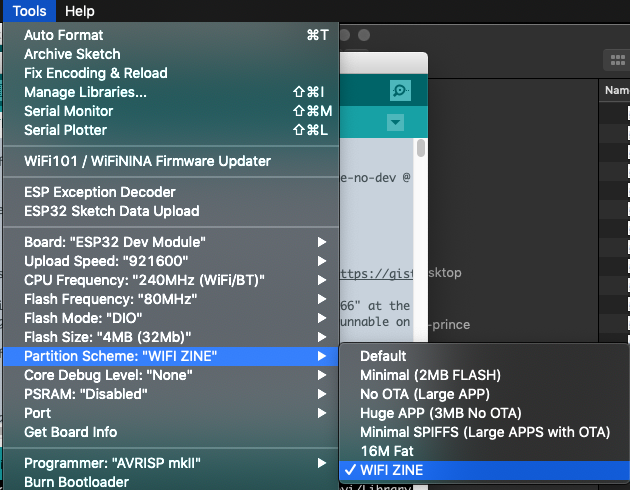 Tools Help
Auto Format ⌘T
Archive Sketch
Fix Encoding & Reload
Manage Libraries... ⇧⌘I
Serial Monitor ⇧⌘M
Serial Plotter ⇧⌘L
WiFi101 / WiFiNINA Firmware Updater
ESP Exception Decoder
ESP32 Sketch Data Upload
Board: "ESP32 Dev Module"
Upload Speed: "921600"
CPU Frequency: "240MHz (WiFi/BT)"
Flash Frequency: "80MHz"
Flash Mode: "DIO"
Flash Size: "4MB (32Mb)"
Partition Scheme: "WIFI ZINE"
Core Debug Level: "None"
PSRAM: "Disabled"
Port
Get Board Info
Programmer: "AVRISP mkII"
Burn Bootloader
Default
Minimal (2MB FLASH)
No OTA (Large APP)
Huge APP (3MB No OTA)
Minimal SPIFFS (Large APPS with OTA)
16M Fat
✓ WIFI ZINE
Name
e-no-dev @
ttps://gist
sktop
66" at the
unnable on
-prince
vi/Library